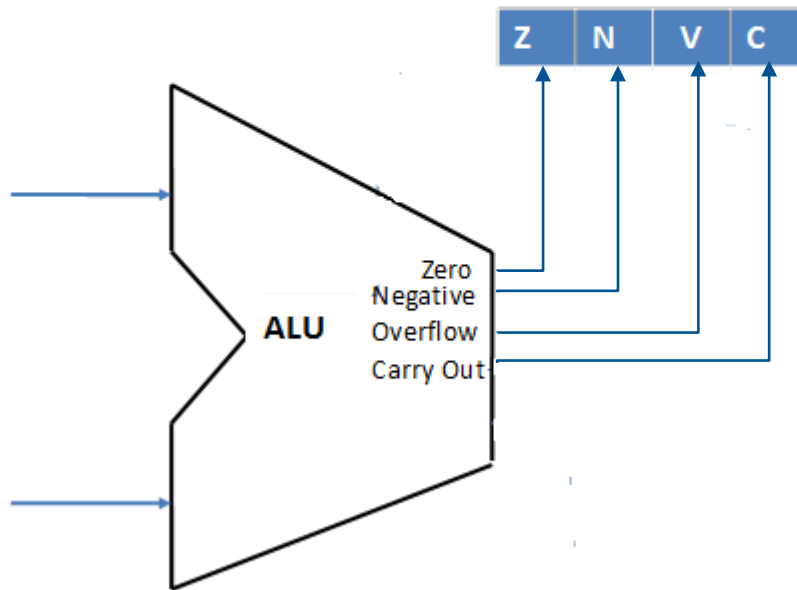 Z N V C
Zero
Negative
ALU
Overflow
Carry Out